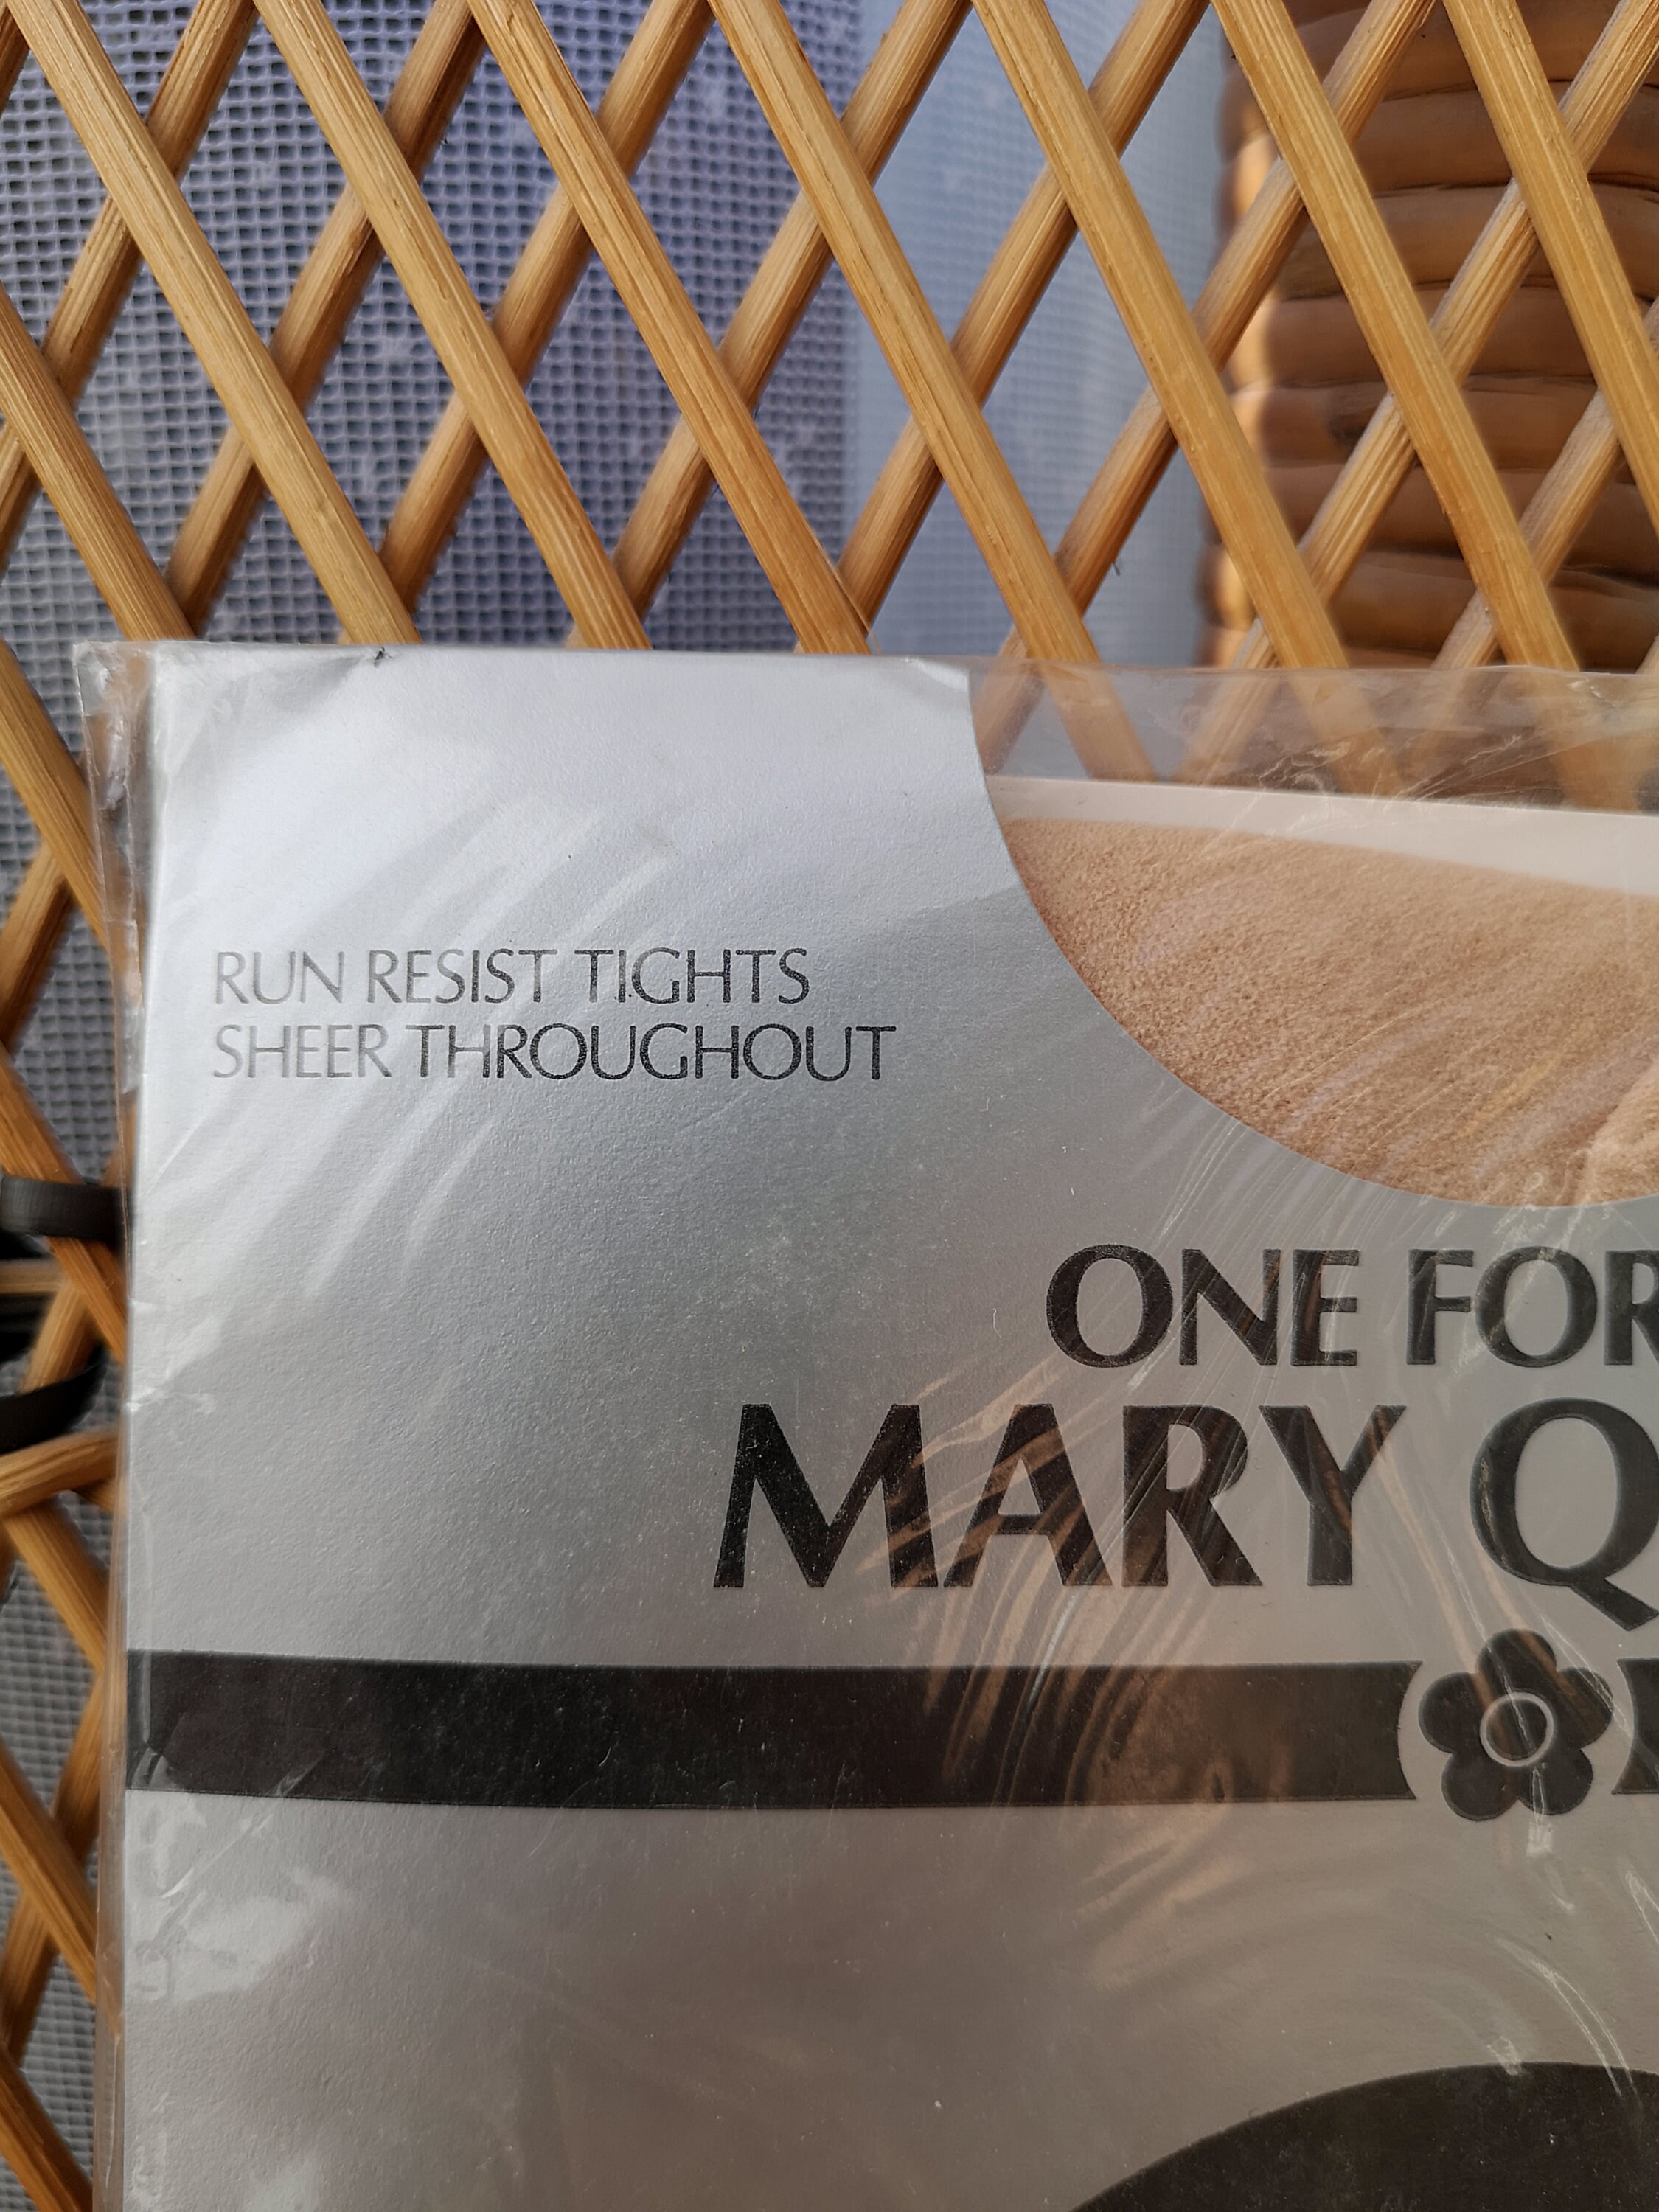 RUN RESIST TIGHTS
SHEER THROUGHOUT
ONE FOR
MARY Q